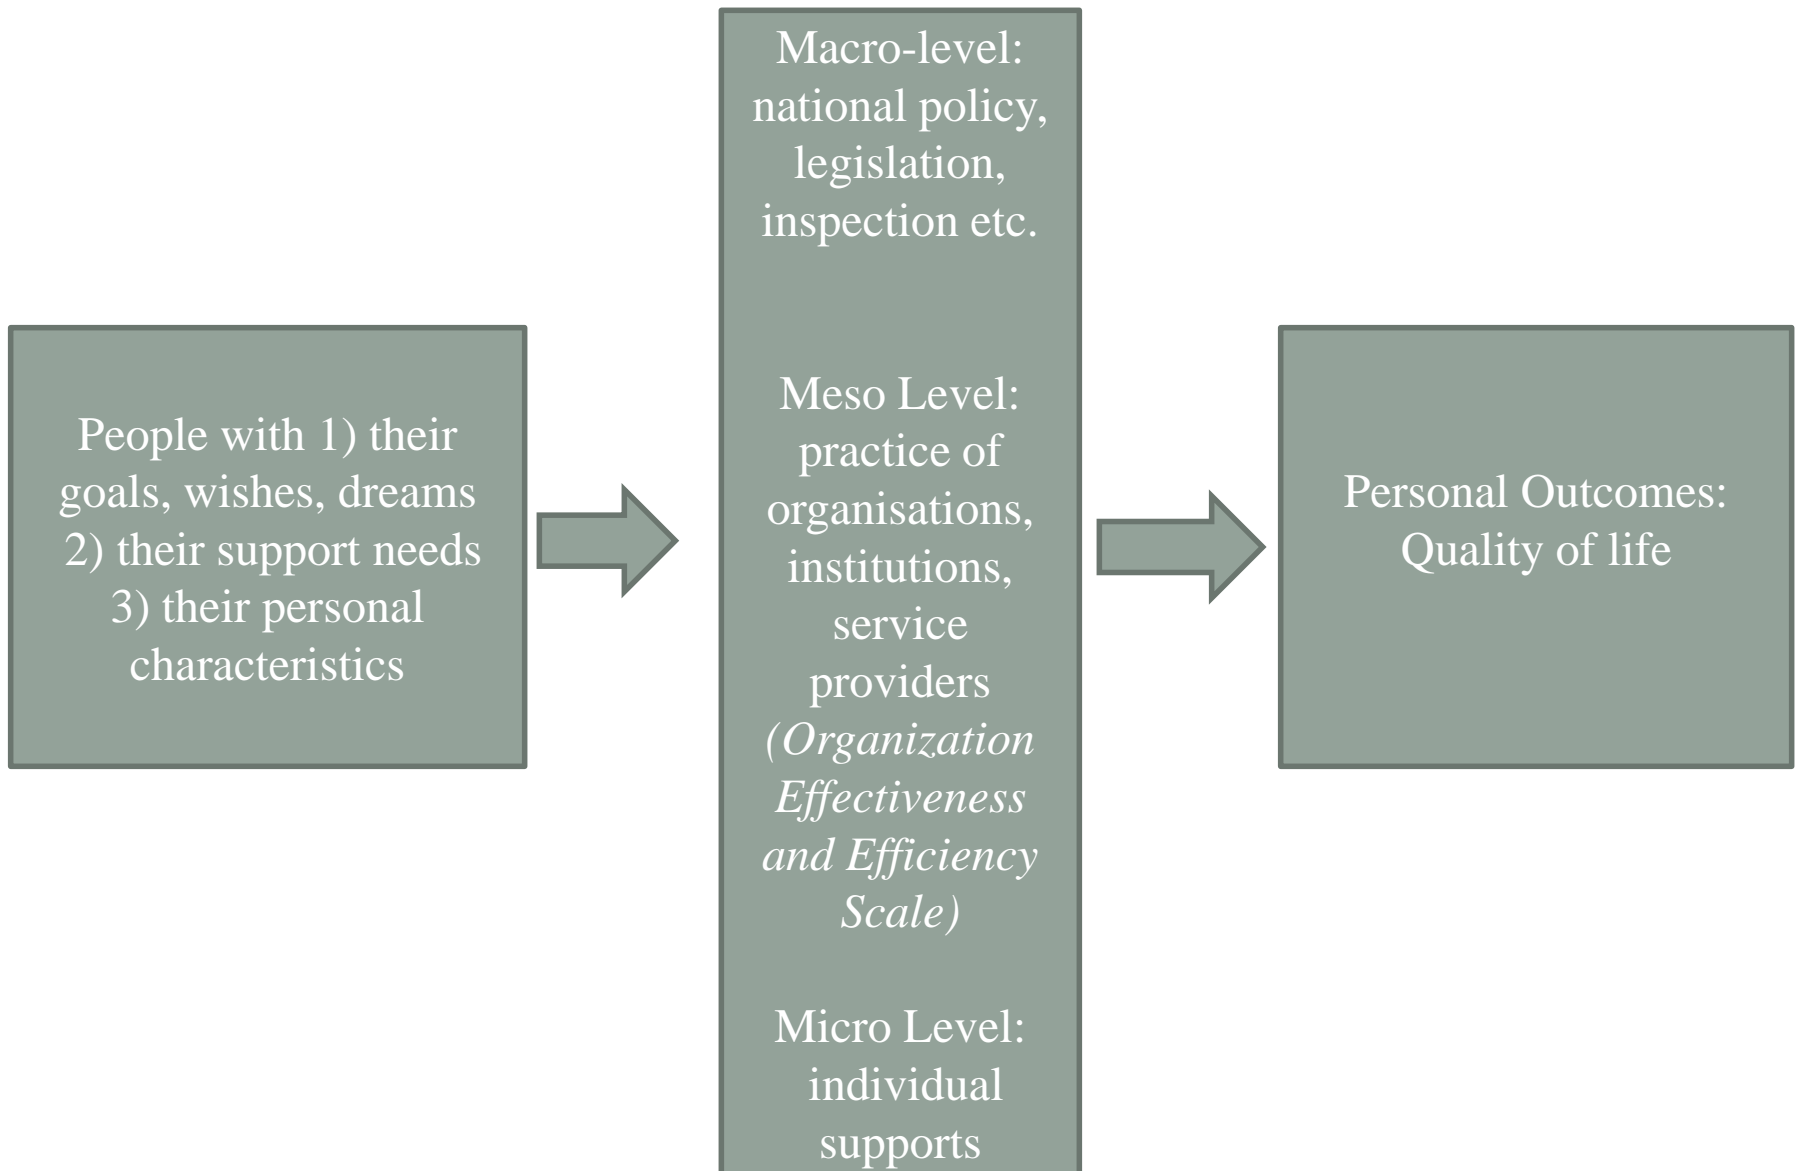 People with 1) their
goals, wishes, dreams
2) their support needs
3) their personal
characteristics
Macro-level:
national policy,
legislation,
inspection etc.
Meso Level:
practice of
organisations,
institutions,
service
providers
(Organization
Effectiveness
and Efficiency
Scale)
Micro Level:
individual
supports
Personal Outcomes:
Quality of life